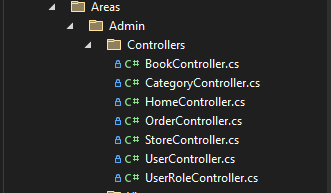 Areas
Admin
Controllers
C# BookController.cs
C# CategoryController.cs
C# HomeController.cs
C# OrderController.cs
C# StoreController.cs
C# UserController.cs
C# UserRoleController.cs